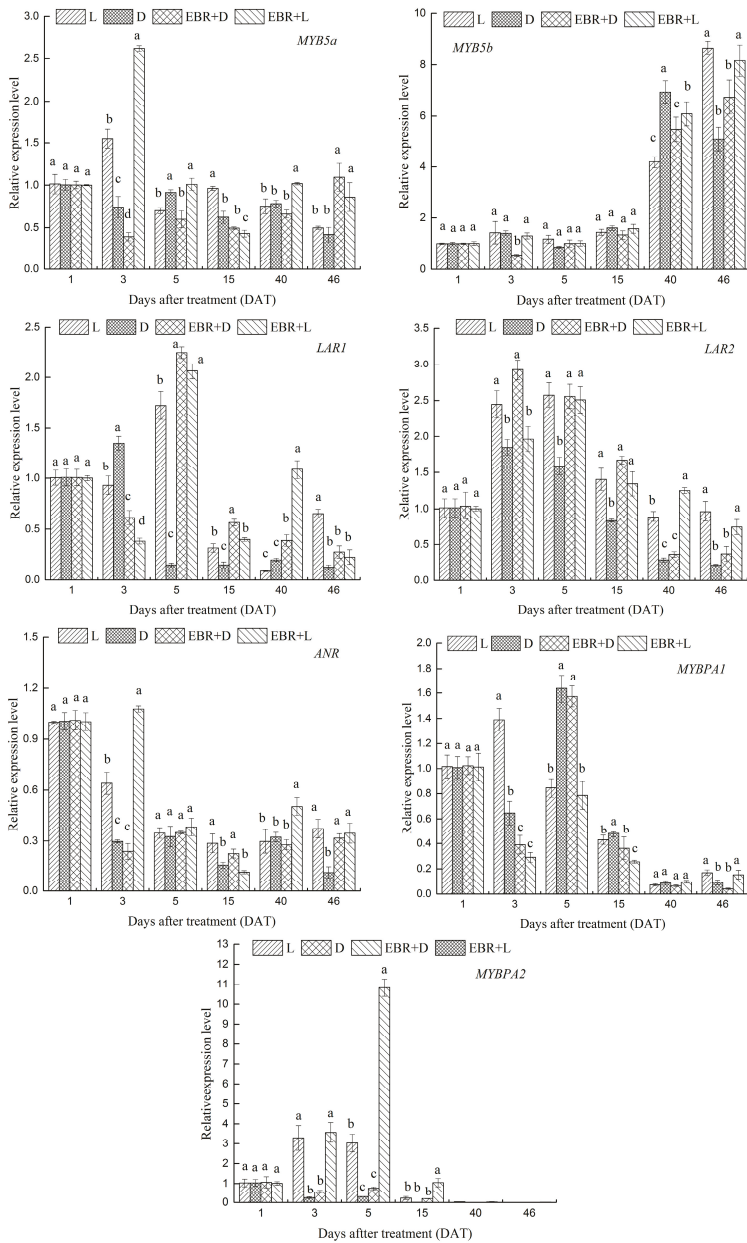 L D EBR+D EBR+L
MYB5a
Relative expression level
3.0
2.5
2.0
1.5
1.0
0.5
0.0
a a a a
b c d a
b a b a
a b b c
b b b a
b b a a
1 3 5 15 40 46
Days after treatment (DAT)
L D EBR+D EBR+L
MYB5b
Relative expression level
10
8
6
4
2
0
a a a a
a a b a
a a a a
a a a a
c a c b
a b b a
1 3 5 15 40 46
Days after treatment (DAT)
L D EBR+D EBR+L
LAR1
Relative expression level
2.5
2.0
1.5
1.0
0.5
0.0
a a a a
b a c d
b c a a
b c a b
c c b a
a b b b
1 3 5 15 40 46
Days after treatment (DAT)
L D EBR+D EBR+L
LAR2
Relative expression level
3.5
3.0
2.5
2.0
1.5
1.0
0.5
0.0
a a a a
a b a b
a b a a
a b a a
b c c a
a b b a
1 3 5 15 40 46
Days after treatment (DAT)
L D EBR+D EBR+L
ANR
Relative expression level
1.5
1.2
0.9
0.6
0.3
0.0
a a a a
b c c a
a a a a
a b a b
b b b a
a b a a
1 3 5 15 40 46
Days after treatment (DAT)
L D EBR+D EBR+L
MYBPA1
Relative expression level
2.0
1.8
1.6
1.4
1.2
1.0
0.8
0.6
0.4
0.2
0.0
a a a a
a b c c
b a a b
b a b c
a a a a
a b b a
1 3 5 15 40 46
Days after treatment (DAT)
L D EBR+D EBR+L
MYBPA2
Relativeexpression level
13
12
11
10
9
8
7
6
5
4
3
2
1
0
a a a a
a b b a
b c c a
b b b a
1 3 5 15 40 46
Days after treatment (DAT)